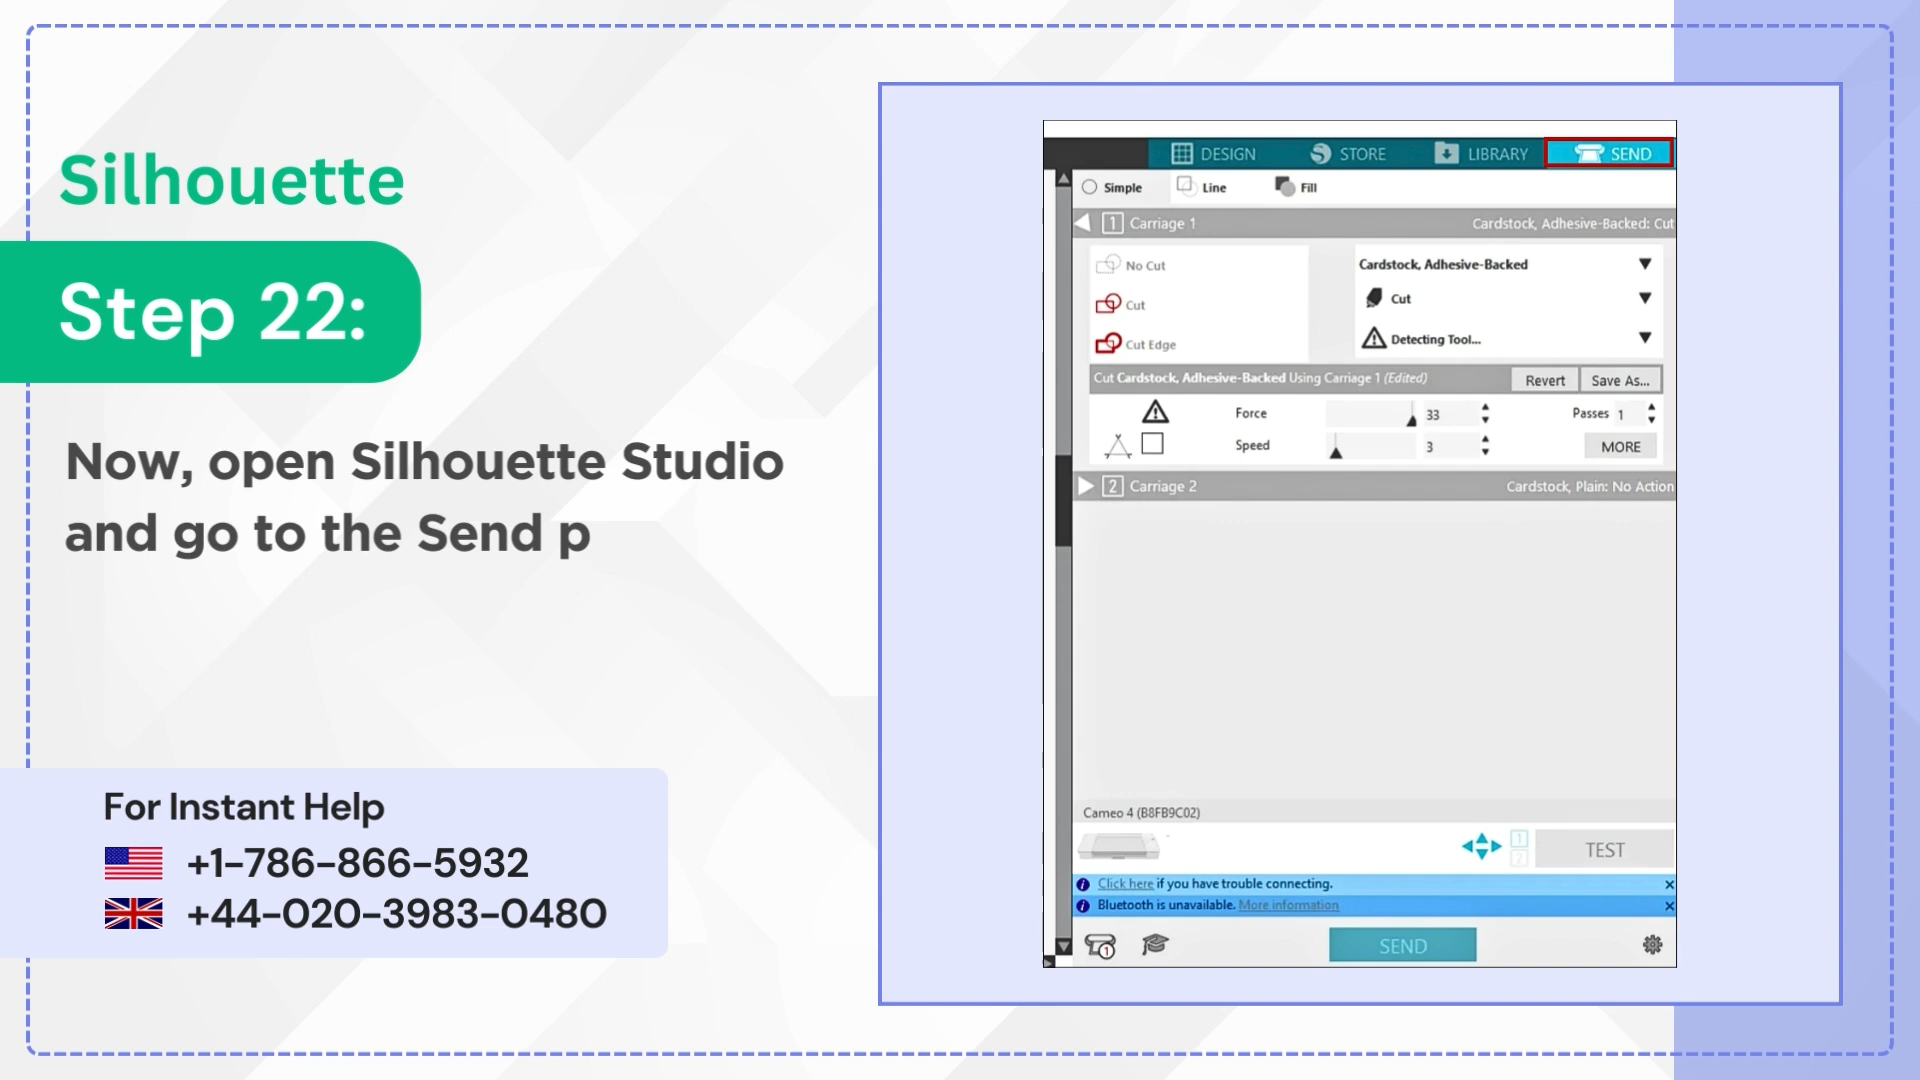 Silhouette
Step 22:
Now, open Silhouette Studio
and go to the Send p
For Instant Help
+1-786-866-5932
+44-020-3983-0480
DESIGN STORE LIBRARY SEND
Simple Line Fill
1 Carriage 1 Cardstock, Adhesive-Backed: Cut
No Cut
Cut
Cut Edge
Cardstock, Adhesive-Backed
Cut
Detecting Tool...
Cut Cardstock, Adhesive-Backed Using Carriage 1 (Edited) Revert Save As...
Force 33 Passes 1
Speed 3 MORE
2 Carriage 2 Cardstock, Plain: No Action
Cameo 4 (B8FB9C02)
1
2
TEST
Click here if you have trouble connecting.
Bluetooth is unavailable. More information
1 SEND